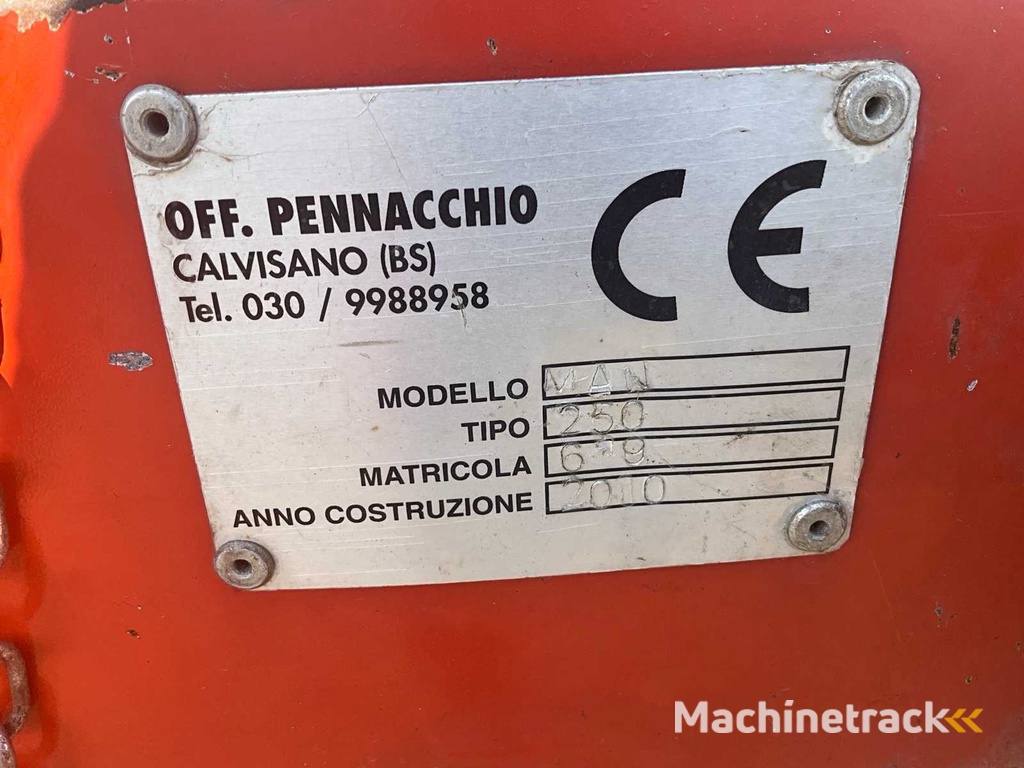 OFF. PENNACCHIO
CALVISANO (BS)
Tel. 030 / 9988958
CE
MODELLO MAN
TIPO 250
MATRICOLA
ANNO COSTRUZIONE 2010
Machinetrack